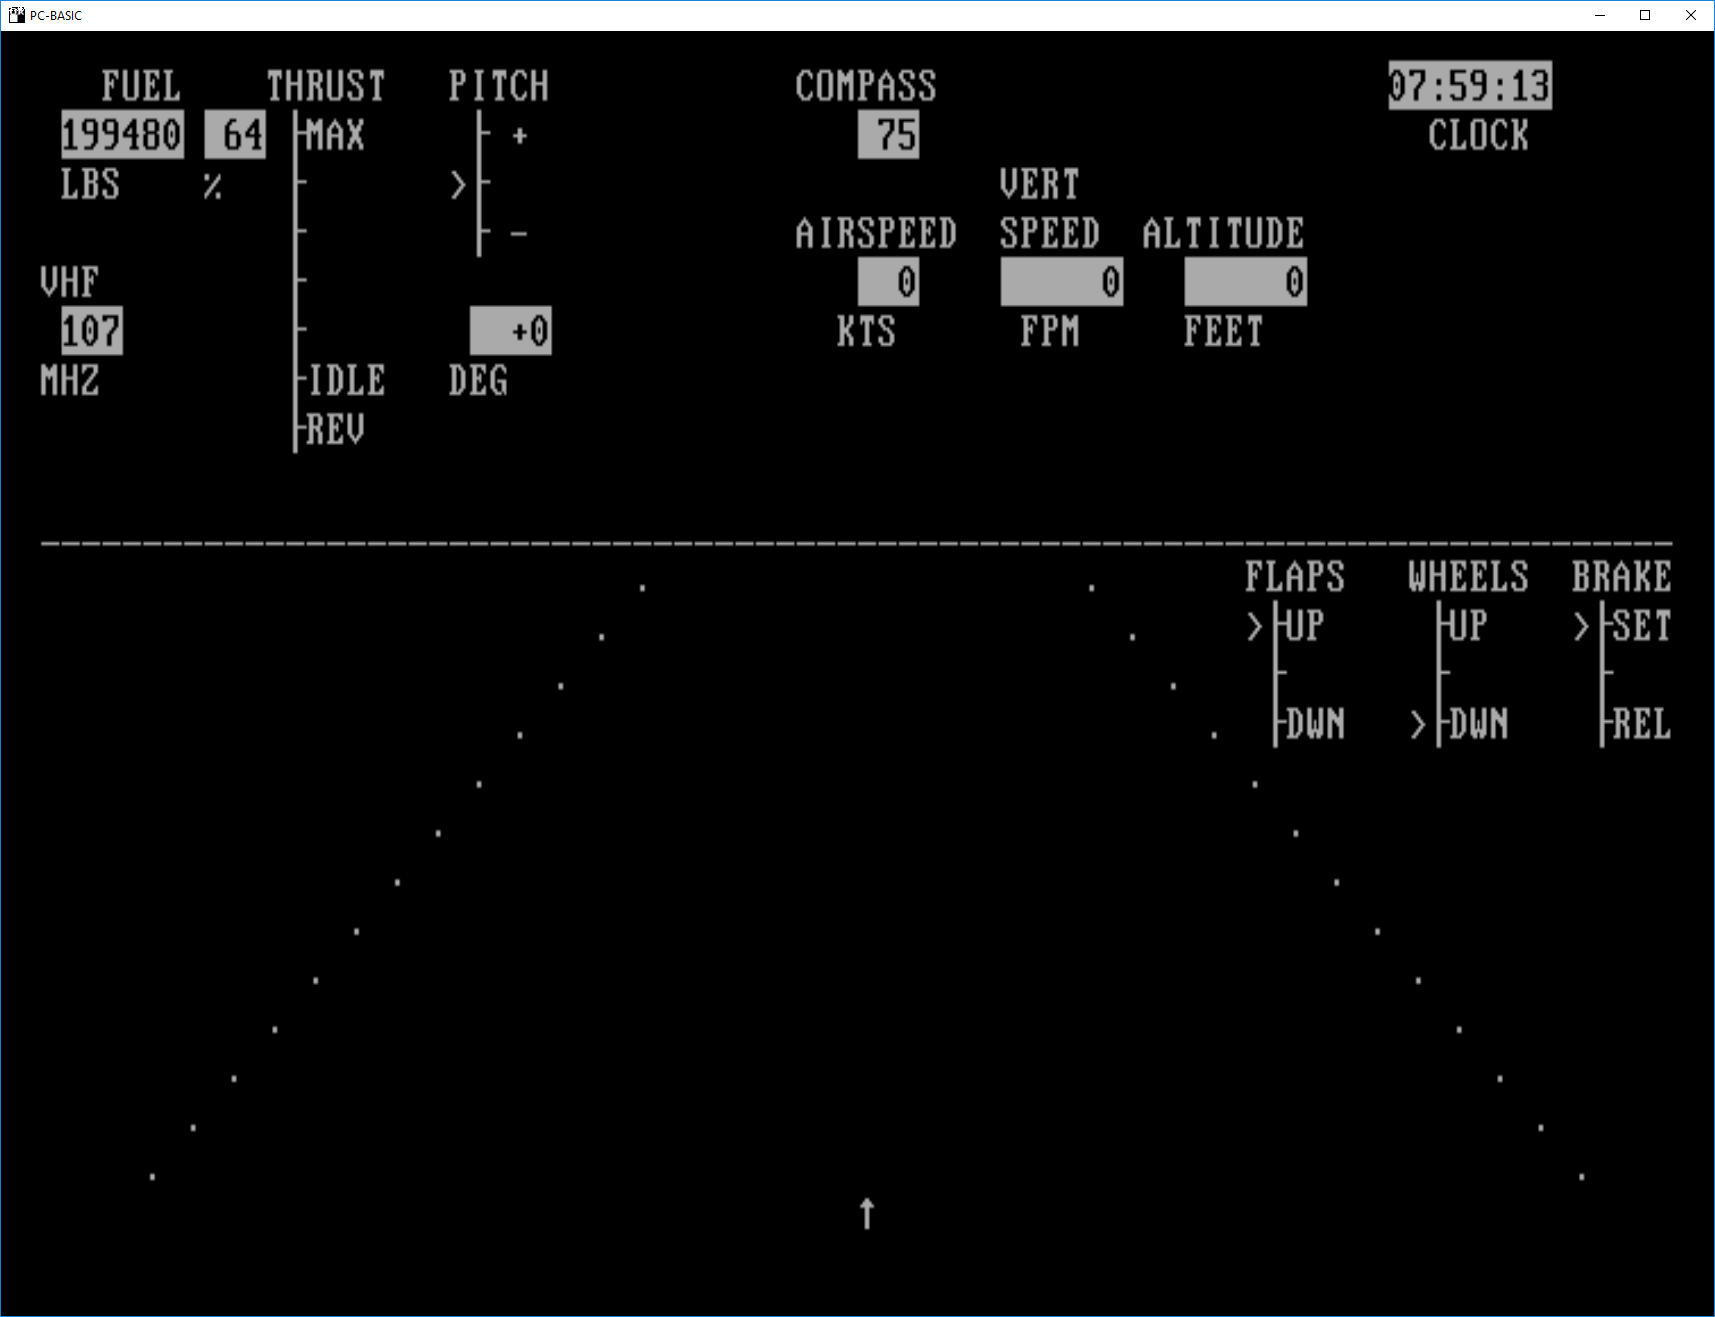 PC-BASIC
FUEL THRUST PITCH COMPASS 07:59:13
199480 64 MAX + 75 CLOCK
LBS % > VERT
- AIRSPEED SPEED ALTITUDE
VHF 0 0 0
107 +0 KTS FPM FEET
MHZ IDLE DEG
REV
FLAPS WHEELS BRAKE
> UP UP > SET
DWN > DWN REL